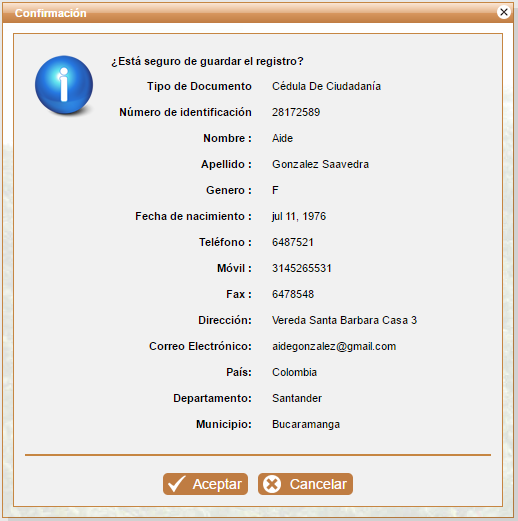 Confirmación
¿Está seguro de guardar el registro?
Tipo de Documento Cédula De Ciudadanía
Número de identificación 28172589
Nombre : Aide
Apellido : Gonzalez Saavedra
Genero : F
Fecha de nacimiento : jul 11, 1976
Teléfono : 6487521
Móvil : 3145265531
Fax : 6478548
Dirección: Vereda Santa Barbara Casa 3
Correo Electrónico: aidegonzalez@gmail.com
País: Colombia
Departamento: Santander
Municipio: Bucaramanga
Aceptar Cancelar